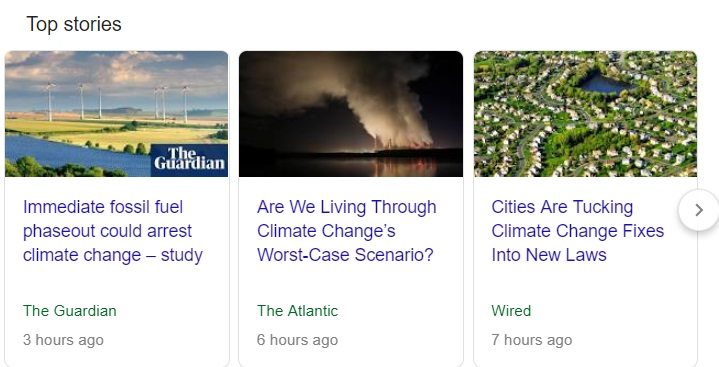 Top stories
The
Guardian
Immediate fossil fuel
phaseout could arrest
climate change – study
The Guardian
3 hours ago
Are We Living Through
Climate Change’s
Worst-Case Scenario?
The Atlantic
6 hours ago
Cities Are Tucking
Climate Change Fixes
Into New Laws
Wired
7 hours ago